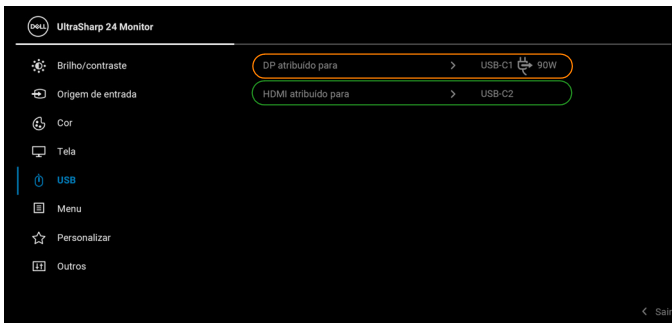 DELL UltraSharp 24 Monitor
Brilho/contraste
DP atribuído para > USB-C1 90W
Origem de entrada
HDMI atribuído para > USB-C2
Cor
Tela
USB
Menu
Personalizar
Outros
< Sair